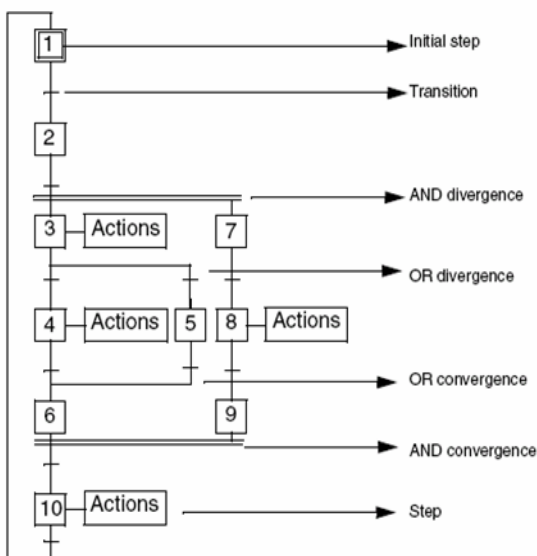 1 Initial step
Transition
2
AND divergence
3 Actions 7
OR divergence
4 Actions 5 8 Actions
OR convergence
6 9
AND convergence
10 Actions Step